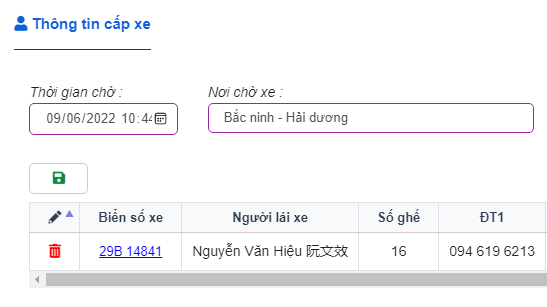 Thông tin cấp xe
Thời gian chờ : Nơi chờ xe :
09/06/2022 10:44 Bắc ninh - Hải dương
Biển số xe Người lái xe Số ghế ĐT1
29B 14841 Nguyễn Văn Hiệu 阮文效 16 094 619 6213